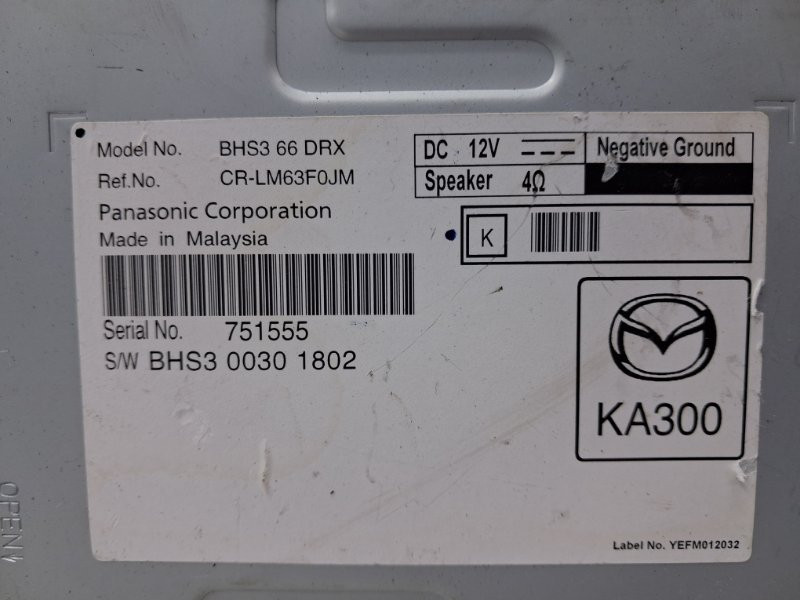 Model No. BHS3 66 DRX
Ref.No. CR-LM63F0JM
Panasonic Corporation
Made in Malaysia
DC 12V Negative Ground
Speaker 4Ω
K
Serial No. 751555
S/W BHS3 0030 1802
KA300
Label No. YEFM012032
OPEN